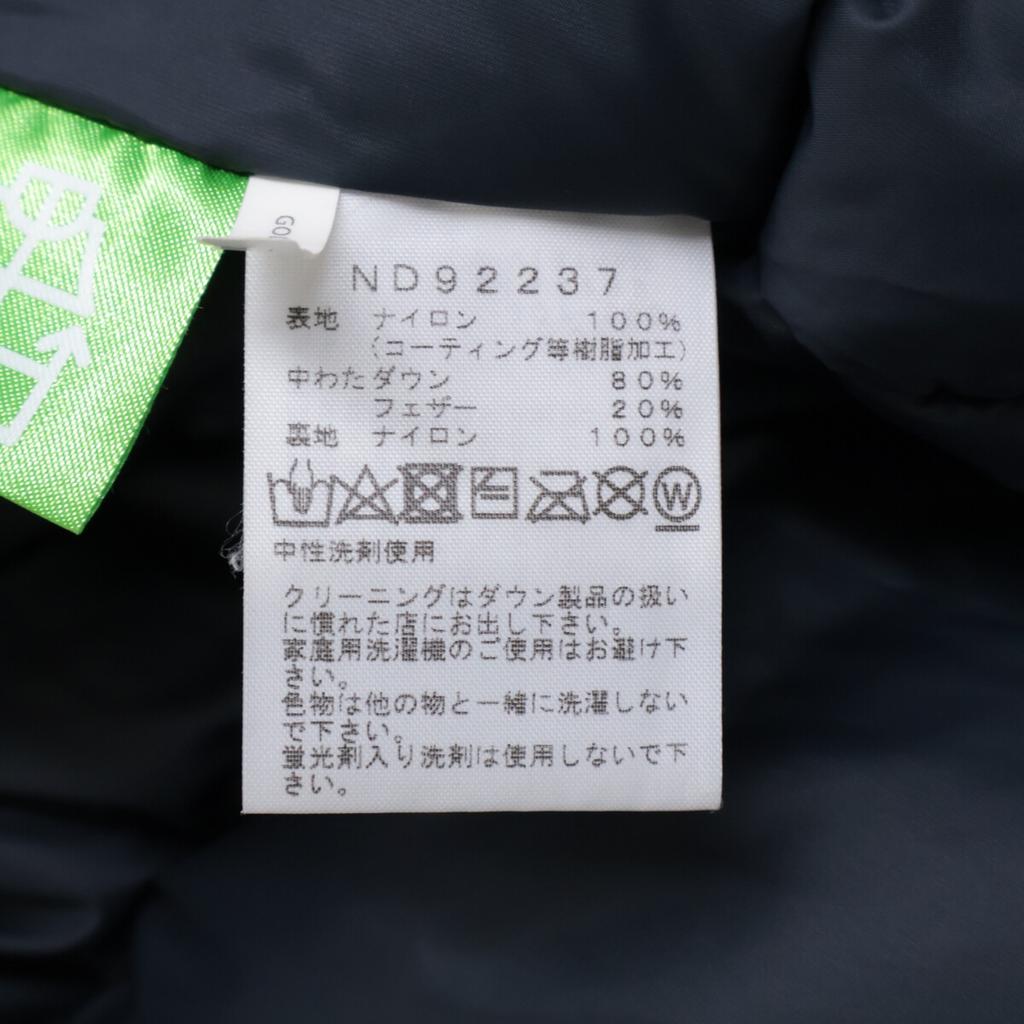 ND92237
表地 ナイロン 100%
(コーティング等樹脂加工)
中わた ダウン 80%
フェザー 20%
裏地 ナイロン 100%
W
中性洗剤使用
クリーニングはダウン製品の扱い
に慣れた店にお出し下さい。
家庭用洗濯機のご使用はお避け下
さい。
色物は他の物と一緒に洗濯しない
で下さい。
蛍光剤入り洗剤は使用しないで下
さい。